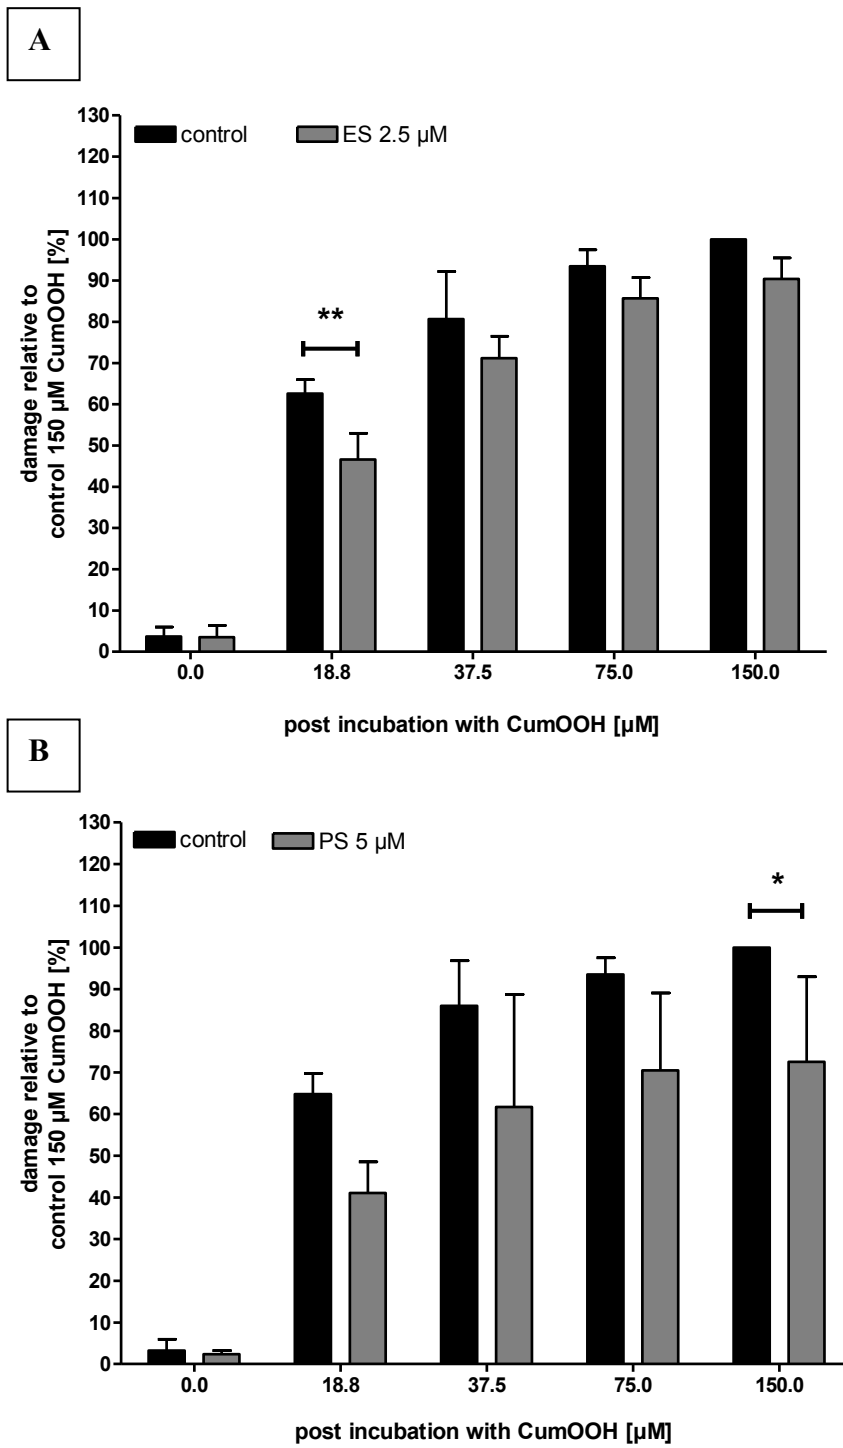 A
130
120
110
100
90
80
70
60
50
40
30
20
10
0
control
ES 2.5 µM
damage relative to
control 150 µM CumOOH [%]
**
0.0 18.8 37.5 75.0 150.0
post incubation with CumOOH [µM]
B
130
120
110
100
90
80
70
60
50
40
30
20
10
0
control
PS 5 µM
damage relative to
control 150 µM CumOOH [%]
*
0.0 18.8 37.5 75.0 150.0
post incubation with CumOOH [µM]